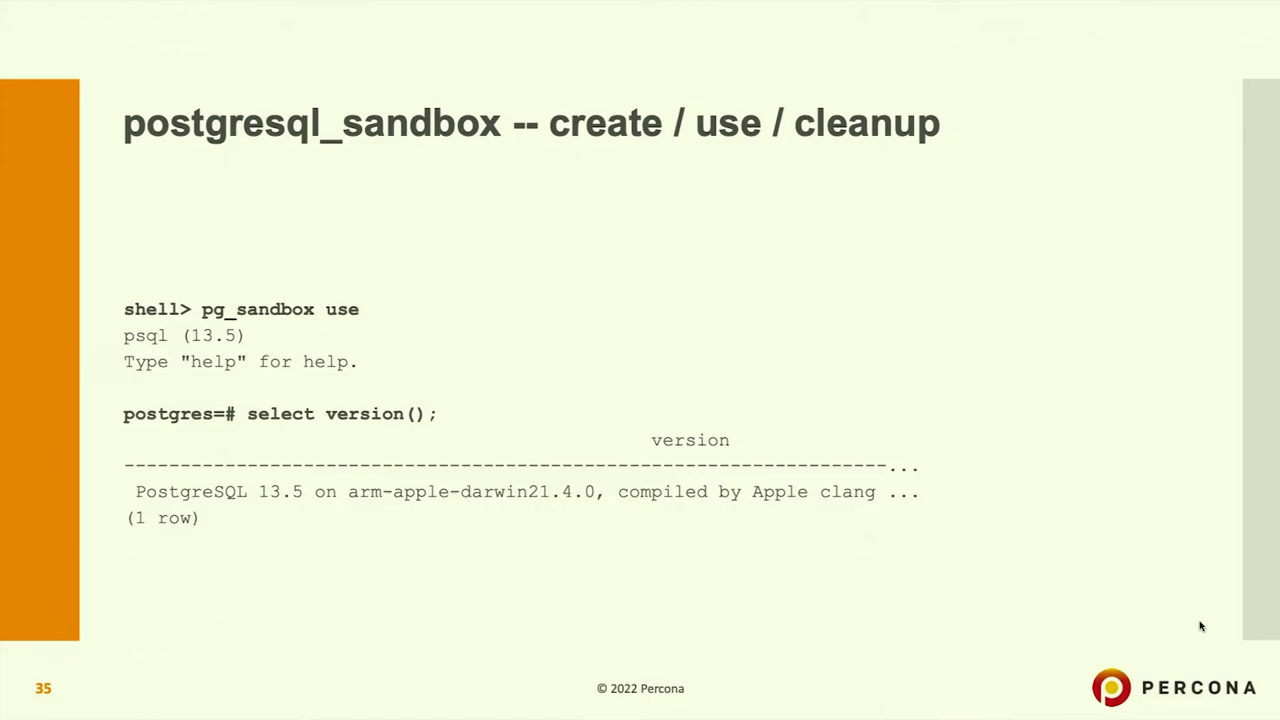 postgresql_sandbox -- create / use / cleanup
shell> pg_sandbox use
psql (13.5)
Type "help" for help.
postgres=# select version();
version
--------------------------------------------------------------------...
PostgreSQL 13.5 on arm-apple-darwin21.4.0, compiled by Apple clang ...
(1 row)
35
© 2022 Percona
PERCONA